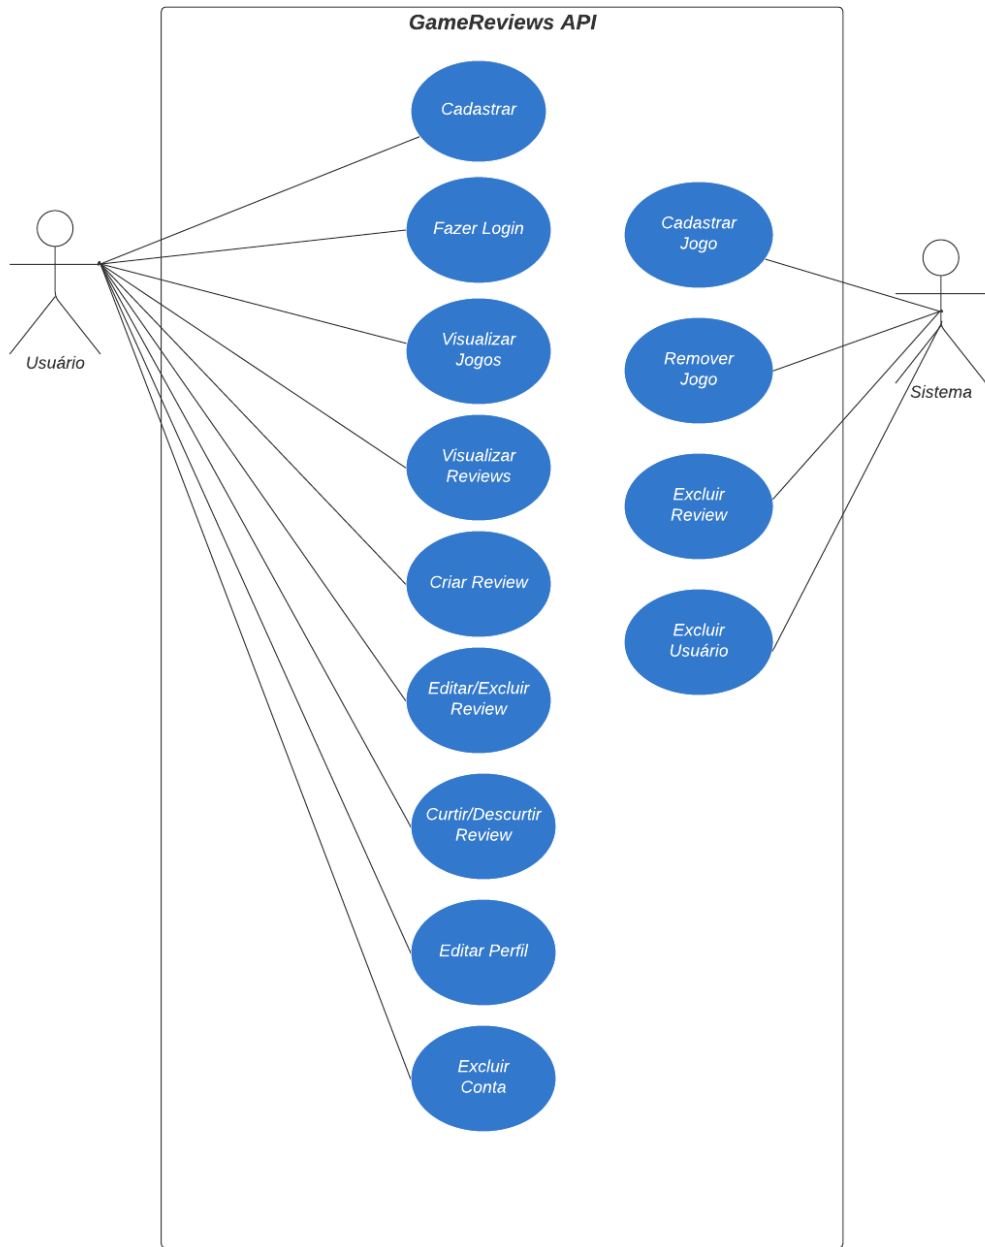 GameReviews API
Cadastrar
Fazer Login
Visualizar
Jogos
Visualizar
Reviews
Criar Review
Editar/Excluir
Review
Curtir/Descurtir
Review
Editar Perfil
Excluir
Conta
Usuário
Cadastrar
Jogo
Remover
Jogo
Excluir
Review
Excluir
Usuário
Sistema